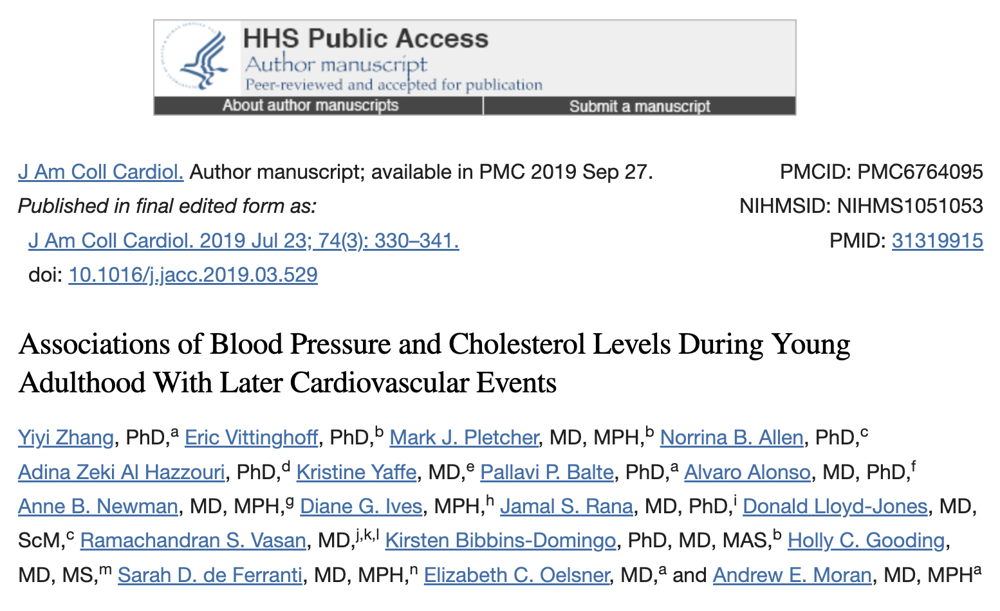 HHS Public Access
Author manuscript
Peer-reviewed and accepted for publication
About author manuscripts
Submit a manuscript
J Am Coll Cardiol. Author manuscript; available in PMC 2019 Sep 27.
Published in final edited form as:
J Am Coll Cardiol. 2019 Jul 23; 74(3): 330–341.
doi: 10.1016/j.jacc.2019.03.529
PMCID: PMC6764095
NIHMSID: NIHMS1051053
PMID: 31319915
Associations of Blood Pressure and Cholesterol Levels During Young
Adulthood With Later Cardiovascular Events
Yiyi Zhang, PhD,a Eric Vittinghoff, PhD,b Mark J. Pletcher, MD, MPH,b Norrina B. Allen, PhD,c
Adina Zeki Al Hazzouri, PhD,d Kristine Yaffe, MD,e Pallavi P. Balte, PhD,a Alvaro Alonso, MD, PhD,f
Anne B. Newman, MD, MPH,g Diane G. Ives, MPH,h Jamal S. Rana, MD, PhD,i Donald Lloyd-Jones, MD,
ScM,c Ramachandran S. Vasan, MD,j,k,l Kirsten Bibbins-Domingo, PhD, MD, MAS,b Holly C. Gooding,
MD, MS,m Sarah D. de Ferranti, MD, MPH,n Elizabeth C. Oelsner, MD,a and Andrew E. Moran, MD, MPHa